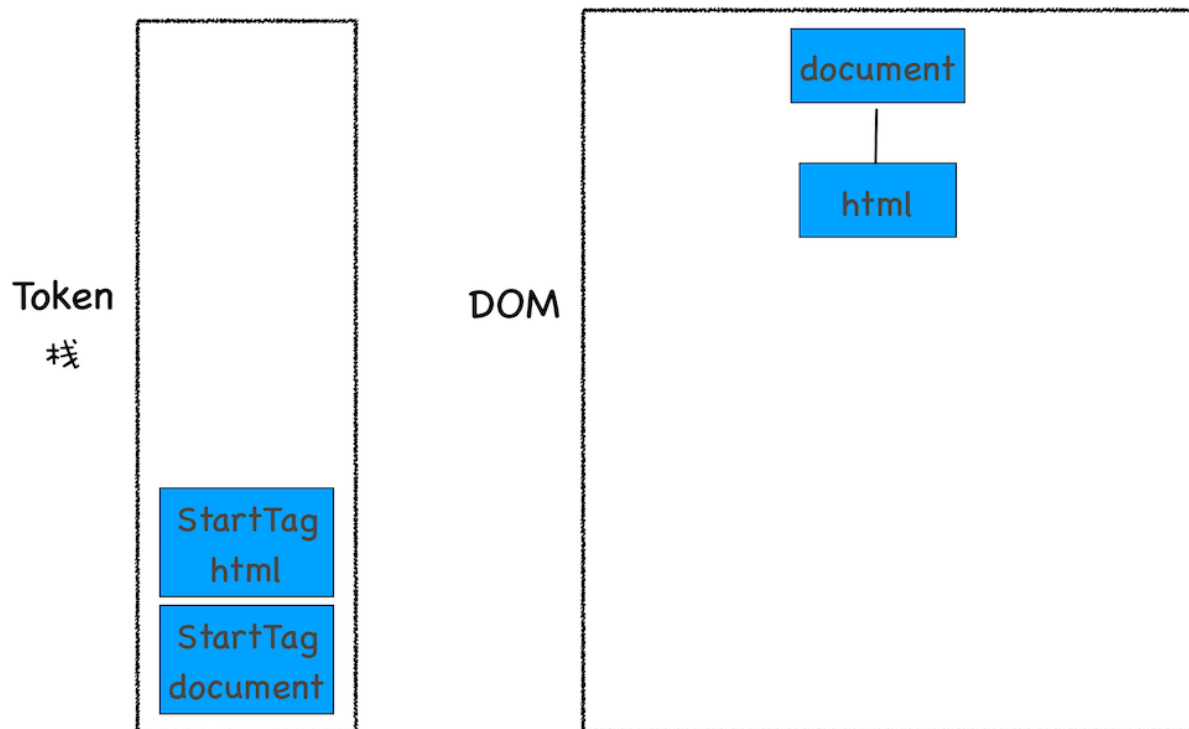 Token
栈
StartTag
html
StartTag
document
DOM
document
html